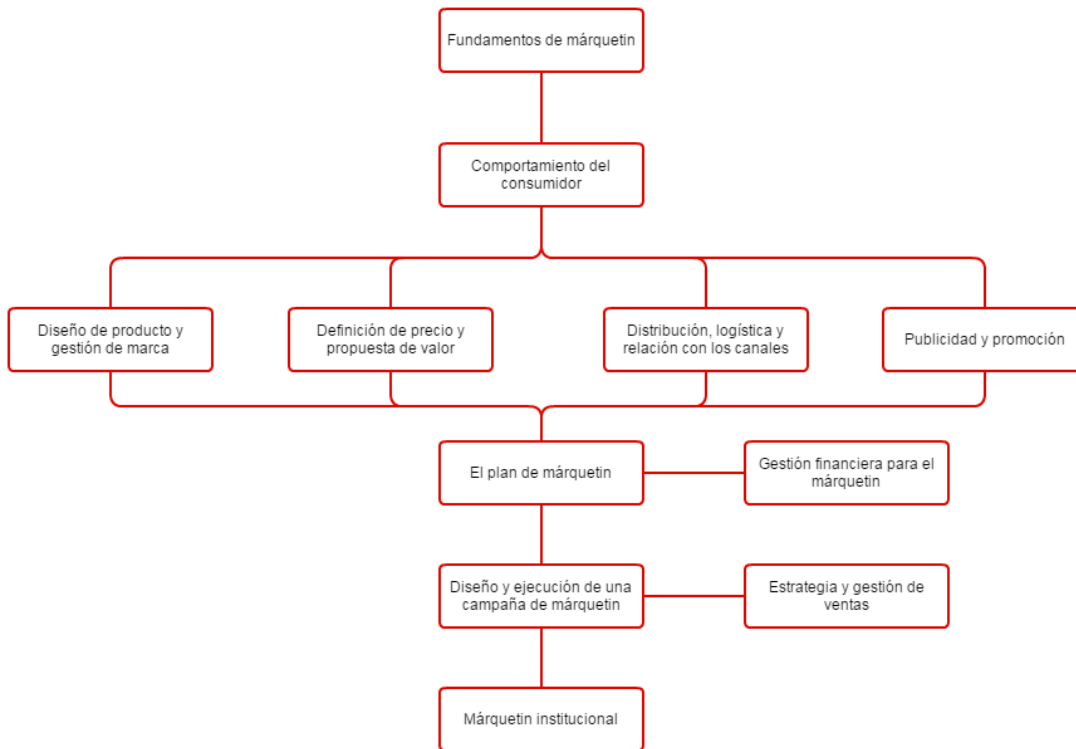 Fundamentos de márquetin
Comportamiento del
consumidor
Diseño de producto y
gestión de marca
Definición de precio y
propuesta de valor
Distribución, logística y
relación con los canales
Publicidad y promoción
El plan de márquetin
Gestión financiera para el
márquetin
Diseño y ejecución de una
campaña de márquetin
Estrategia y gestión de
ventas
Márquetin institucional